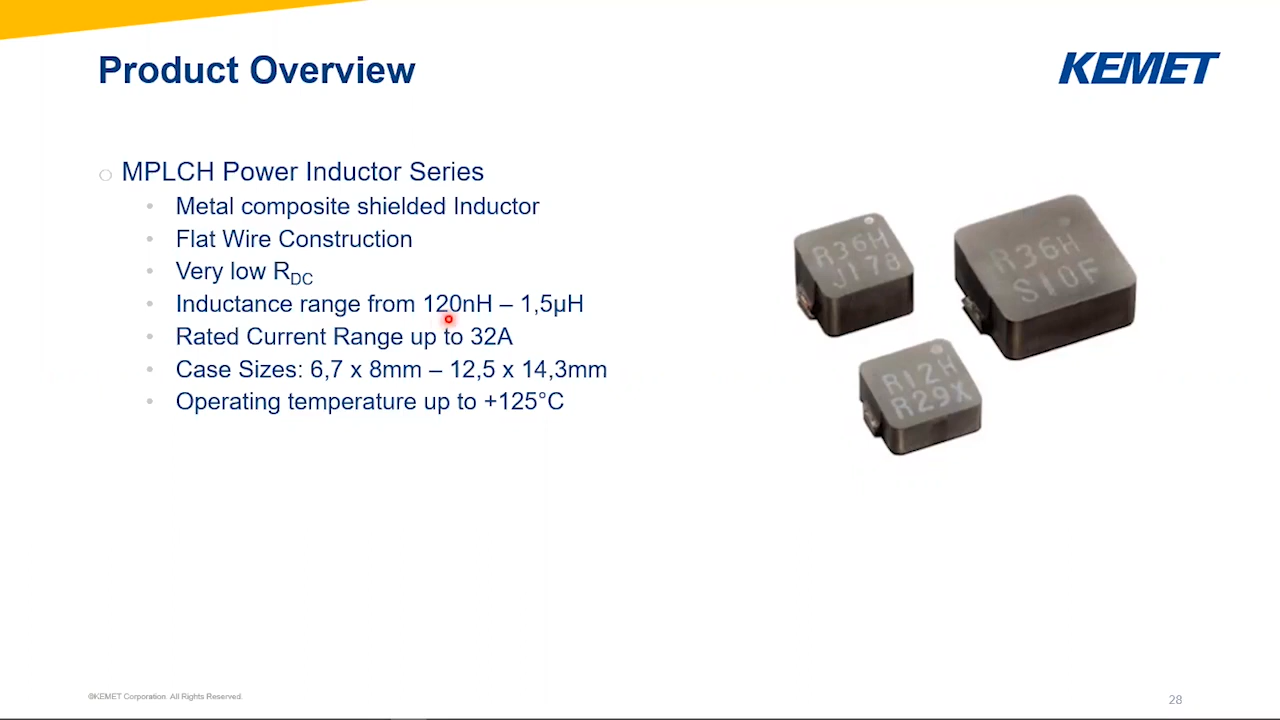 Product Overview
KEMET
MPLCH Power Inductor Series
Metal composite shielded Inductor
Flat Wire Construction
Very low RDC
Inductance range from 120nH – 1,5µH
Rated Current Range up to 32A
Case Sizes: 6,7 x 8mm – 12,5 x 14,3mm
Operating temperature up to +125°C
R36H
J178
R36H
S10F
R12H
R29X
©KEMET Corporation. All Rights Reserved.
28